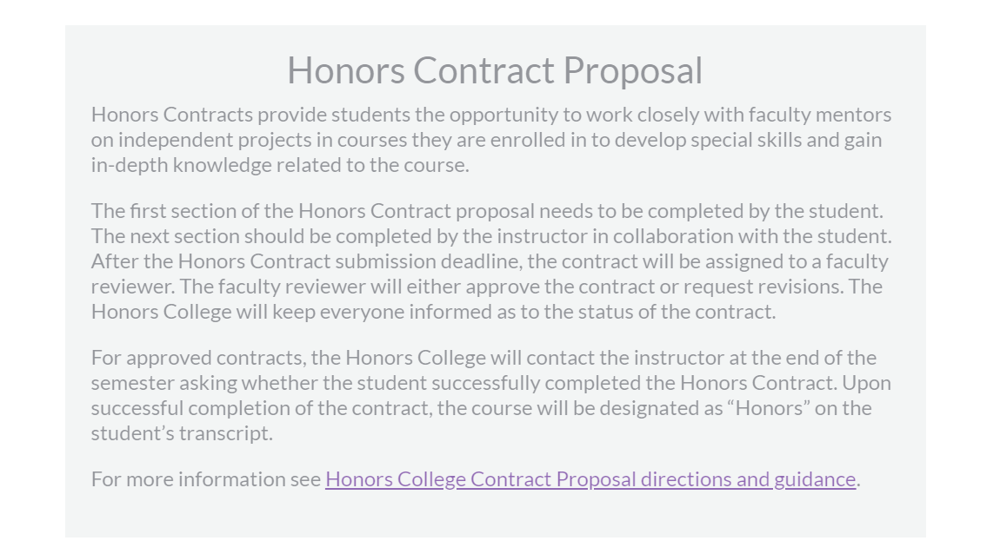 Honors Contract Proposal
Honors Contracts provide students the opportunity to work closely with faculty mentors
on independent projects in courses they are enrolled in to develop special skills and gain
in-depth knowledge related to the course.
The first section of the Honors Contract proposal needs to be completed by the student.
The next section should be completed by the instructor in collaboration with the student.
After the Honors Contract submission deadline, the contract will be assigned to a faculty
reviewer. The faculty reviewer will either approve the contract or request revisions. The
Honors College will keep everyone informed as to the status of the contract.
For approved contracts, the Honors College will contact the instructor at the end of the
semester asking whether the student successfully completed the Honors Contract. Upon
successful completion of the contract, the course will be designated as “Honors” on the
student’s transcript.
For more information see Honors College Contract Proposal directions and guidance.